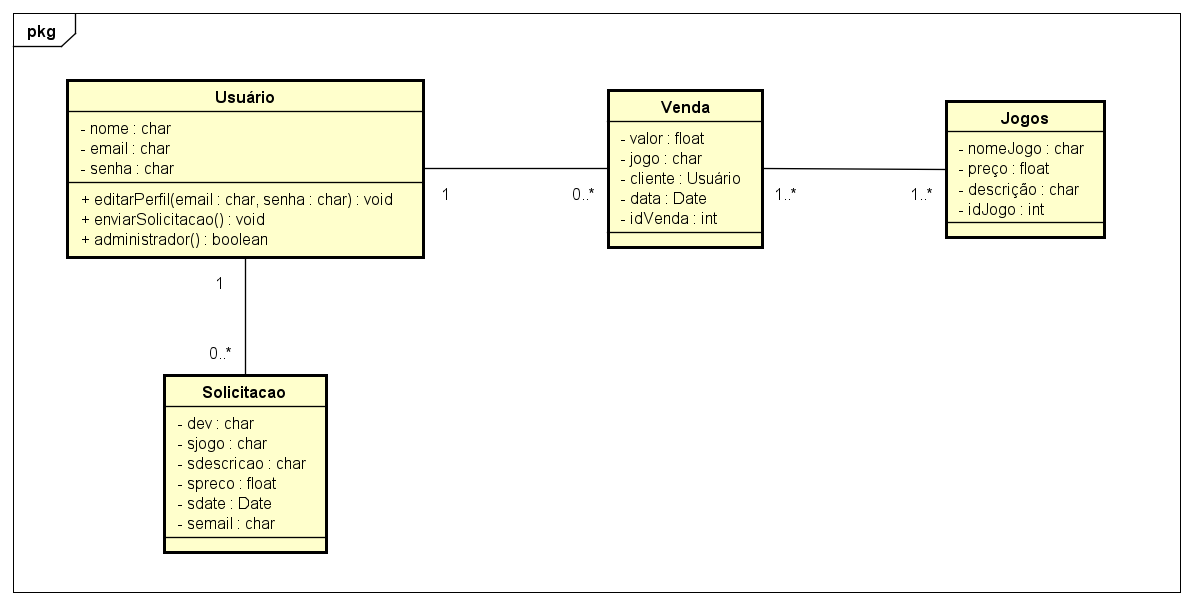 pkg
Usuário
- nome : char
- email : char
- senha : char
+ editarPerfil(email : char, senha : char) : void
+ enviarSolicitacao() : void
+ administrador() : boolean
1
0..*
Venda
- valor : float
- jogo : char
- cliente : Usuário
- data : Date
- idVenda : int
1..*
1..*
Jogos
- nomeJogo : char
- preço : float
- descrição : char
- idJogo : int
1
0..*
Solicitacao
- dev : char
- sjogo : char
- sdescricao : char
- spreco : float
- sdate : Date
- semail : char